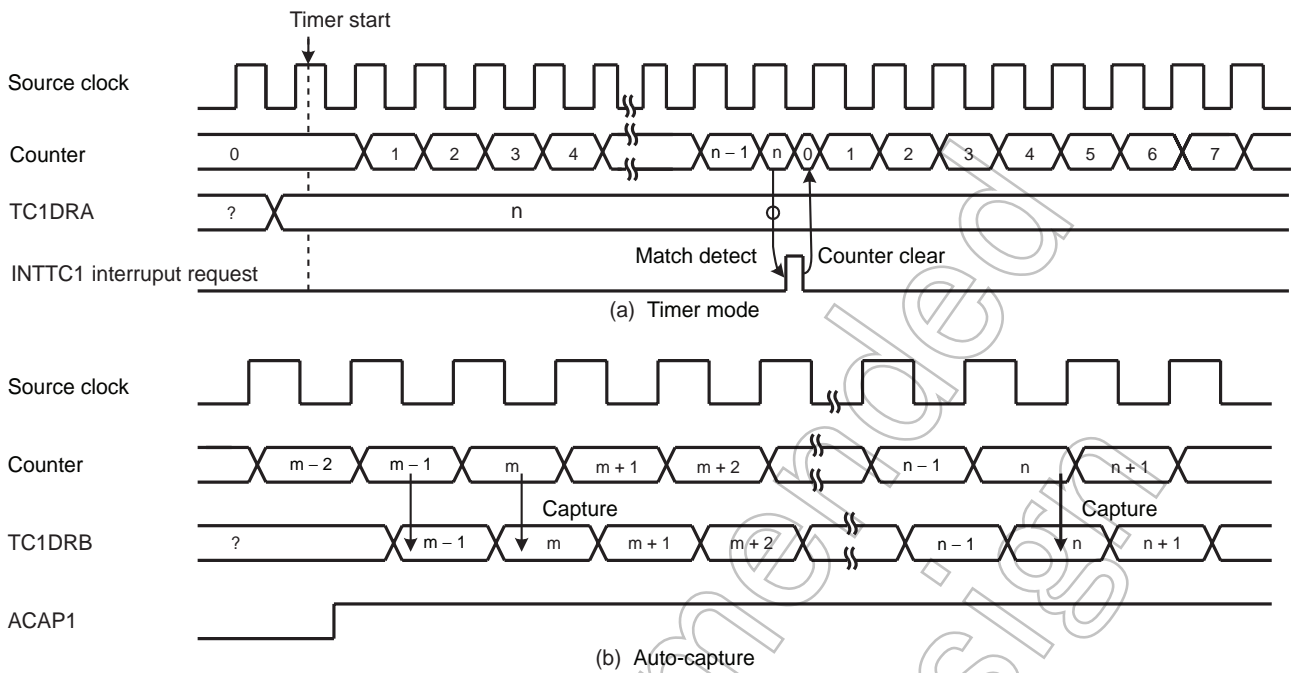 Timer start
Source clock
Counter
0 1 2 3 4 n – 1 n 0 1 2 3 4 5 6 7
TC1DRA
? n
Match detect Counter clear
INTTC1 interruput request
(a) Timer mode
Source clock
Counter
m – 2 m – 1 m m + 1 m + 2 n – 1 n n + 1
Capture Capture
TC1DRB
? m – 1 m m + 1 m + 2 n – 1 n n + 1
ACAP1
(b) Auto-capture
mended
sign